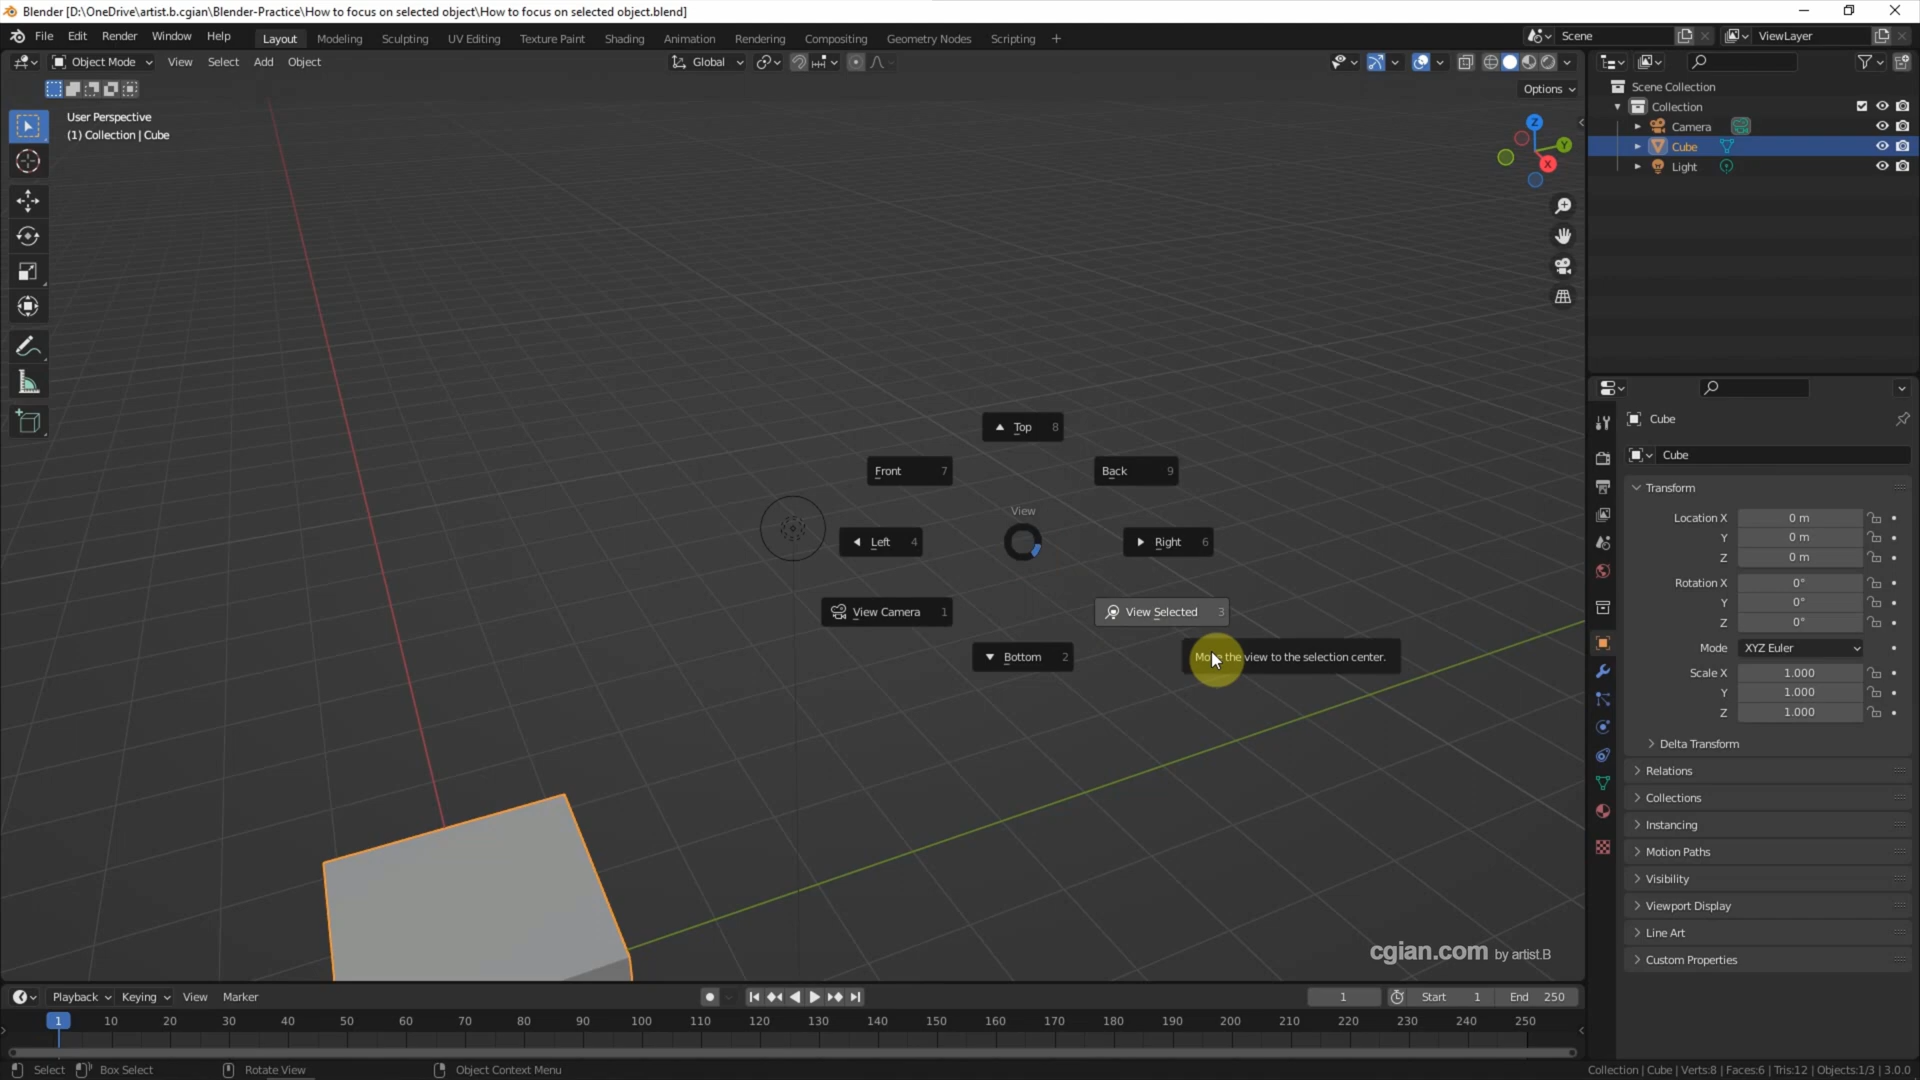 Blender [D:\OneDrive\artist.b.cgian\Blender-Practice\How to focus on selected object\How to focus on selected object.blend]
File Edit Render Window Help Layout Modeling Sculpting UV Editing Texture Paint Shading Animation Rendering Compositing Geometry Nodes Scripting + Scene ViewLayer
Object Mode View Select Add Object Global
Options
User Perspective
(1) Collection | Cube
Z
Y
X
Scene Collection
Collection
Camera
Cube
Light
Top 8
Front 7 Back 9
View
Left 4 Right 6
View Camera 1 View Selected 3
Bottom 2
Move the view to the selection center.
Cube
Cube
Transform
Location X 0 m
Y 0 m
Z 0 m
Rotation X 0°
Y 0°
Z 0°
Mode XYZ Euler
Scale X 1.000
Y 1.000
Z 1.000
Delta Transform
Relations
Collections
Instancing
Motion Paths
Visibility
Viewport Display
Line Art
Custom Properties
cgian.com by artist.B
Playback Keying View Marker 1 Start 1 End 250
1 10 20 30 40 50 60 70 80 90 100 110 120 130 140 150 160 170 180 190 200 210 220 230 240 250
Select Box Select Rotate View Object Context Menu Collection | Cube | Verts:8 | Faces:6 | Tris:12 | Objects:1/3 | 3.0.0